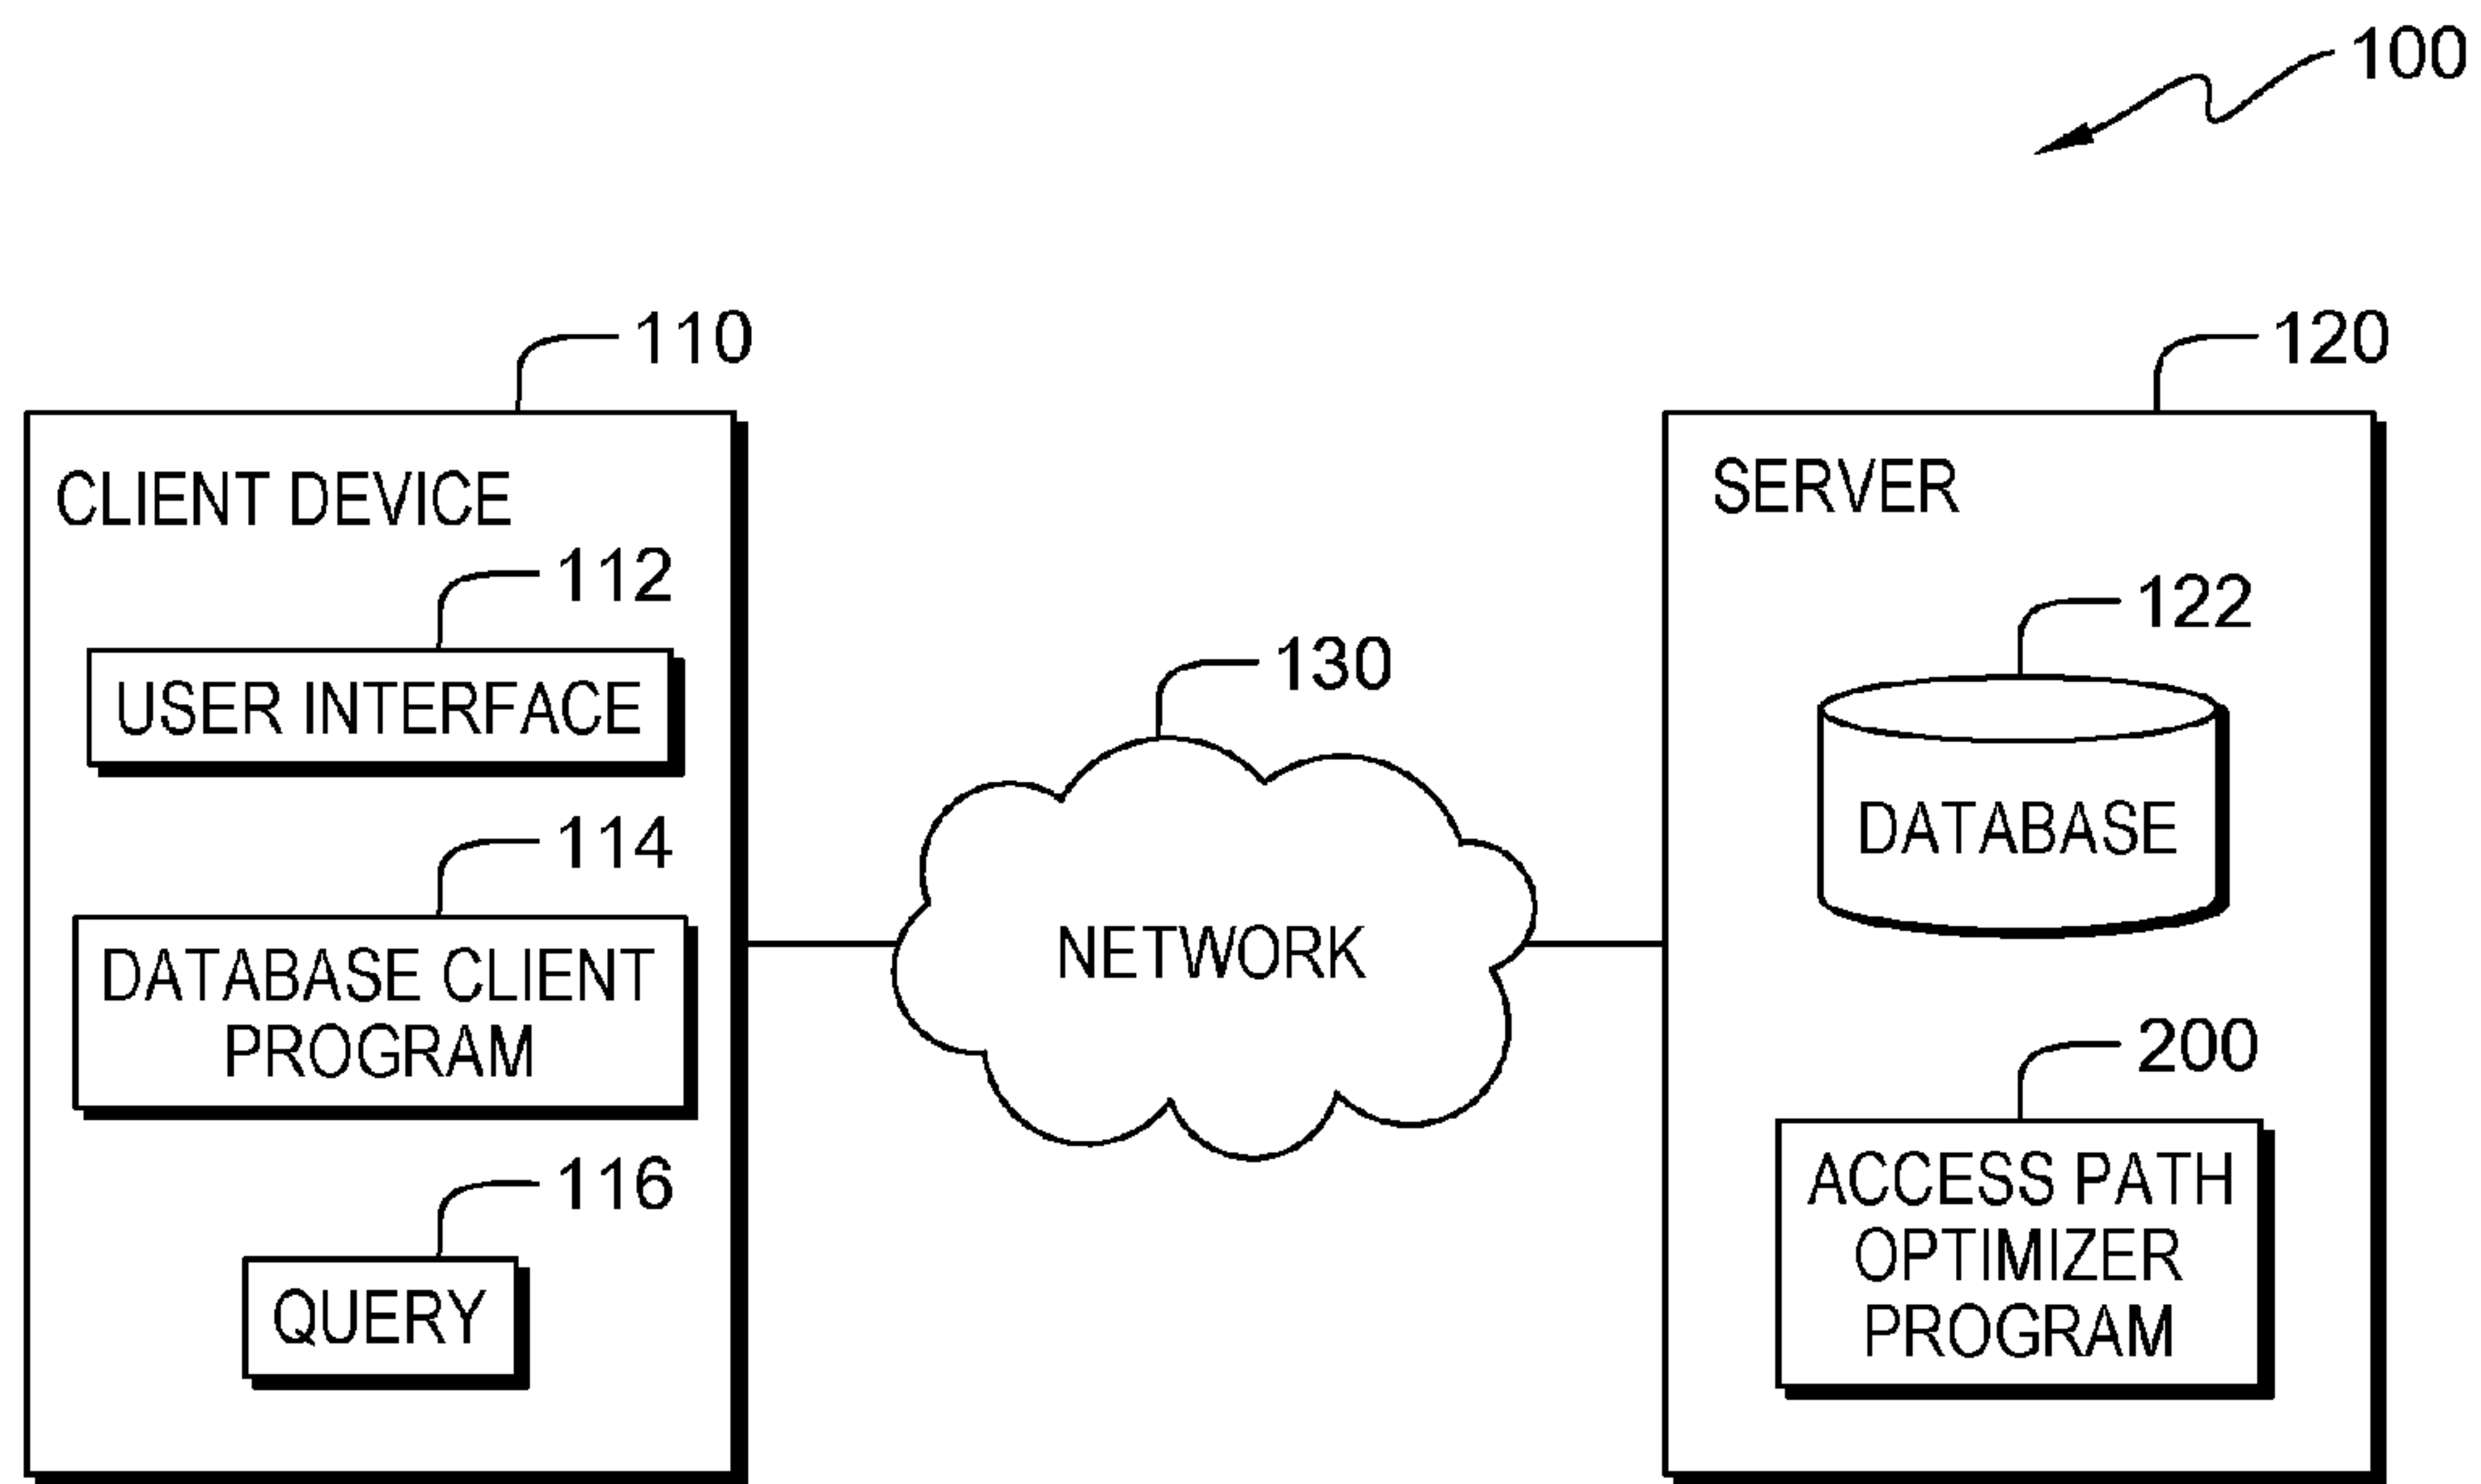 100
110
CLIENT DEVICE
112
USER INTERFACE
114
DATABASE CLIENT
PROGRAM
116
QUERY
130
NETWORK
120
SERVER
122
DATABASE
200
ACCESS PATH
OPTIMIZER
PROGRAM